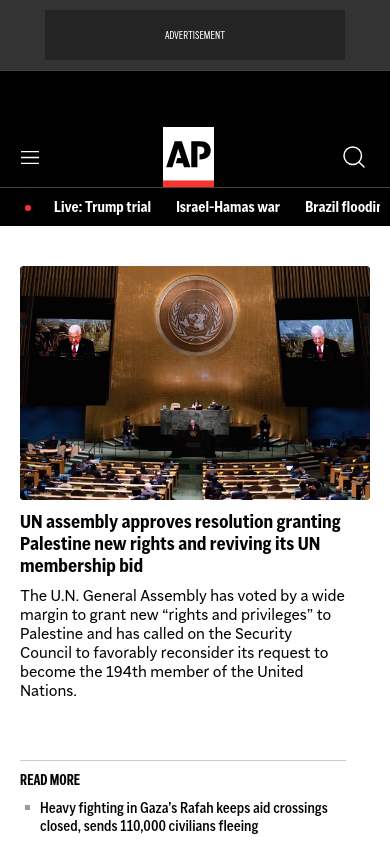 ADVERTISEMENT
AP
Live: Trump trial Israel-Hamas war Brazil floodin
UN assembly approves resolution granting
Palestine new rights and reviving its UN
membership bid
The U.N. General Assembly has voted by a wide
margin to grant new “rights and privileges” to
Palestine and has called on the Security
Council to favorably reconsider its request to
become the 194th member of the United
Nations.
READ MORE
Heavy fighting in Gaza’s Rafah keeps aid crossings
closed, sends 110,000 civilians fleeing